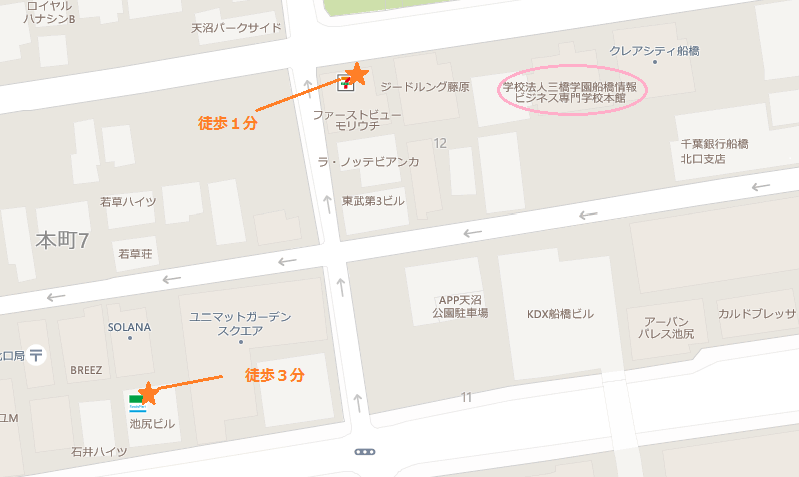 ロイヤル
ハナシンB
天沼パークサイド
クレアシティ船橋
ジードルング藤原
学校法人三橋学園船橋情報
ビジネス専門学校本館
徒歩１分
ファーストビュー
モリウチ
12
千葉銀行船橋
北口支店
ラ・ノッテビアンカ
若草ハイツ
東武第3ビル
本町7
若草荘
APP天沼
公園駐車場
KDX船橋ビル
カルドブレッサ
アーバン
パレス池尻
ユニマットガーデン
スクエア
SOLANA
北口局
BREEZ
徒歩３分
11
池尻ビル
ユM
石井ハイツ